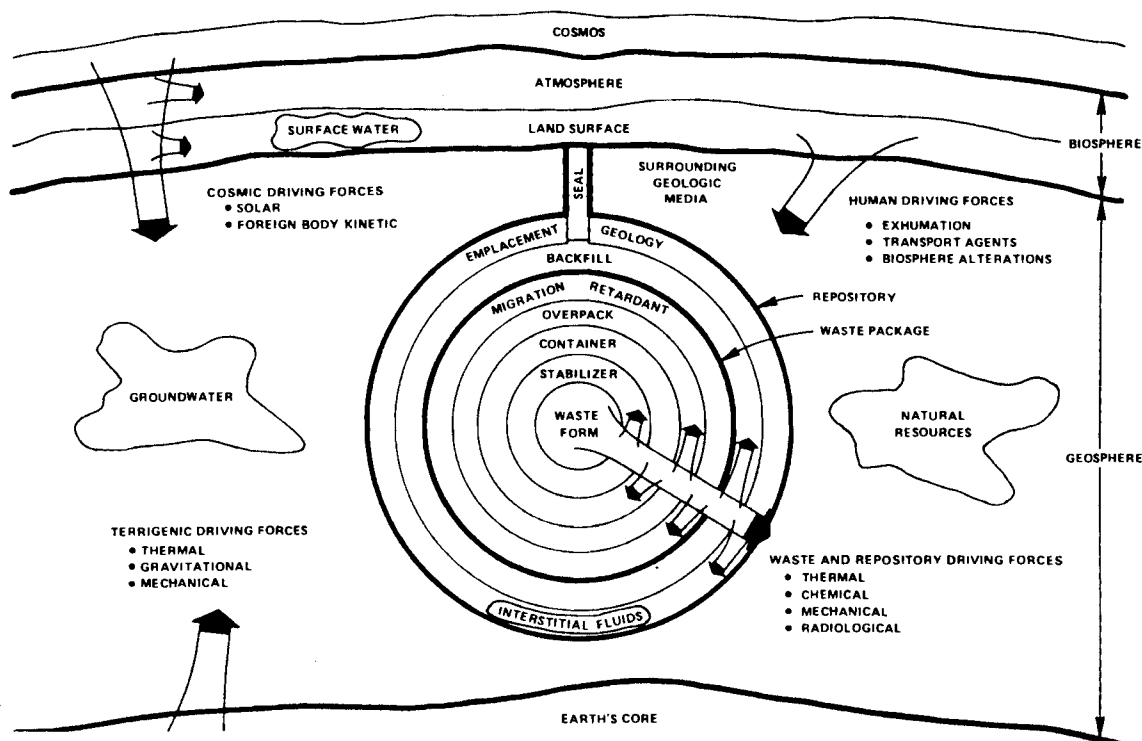 COSMOS
ATMOSPHERE
SURFACE WATER
LAND SURFACE
BIOSPHERE
SEAL
SURROUNDING
GEOLOGIC
MEDIA
COSMIC DRIVING FORCES
• SOLAR
• FOREIGN BODY KINETIC
HUMAN DRIVING FORCES
• EXHUMATION
• TRANSPORT AGENTS
• BIOSPHERE ALTERATIONS
EMPLACEMENT GEOLOGY
BACKFILL
MIGRATION RETARDANT
OVERPACK
CONTAINER
STABILIZER
WASTE
FORM
REPOSITORY
WASTE PACKAGE
GROUNDWATER
NATURAL
RESOURCES
GEOSPHERE
TERRIGENIC DRIVING FORCES
• THERMAL
• GRAVITATIONAL
• MECHANICAL
WASTE AND REPOSITORY DRIVING FORCES
• THERMAL
• CHEMICAL
• MECHANICAL
• RADIOLOGICAL
INTERSTITIAL FLUIDS
EARTH'S CORE